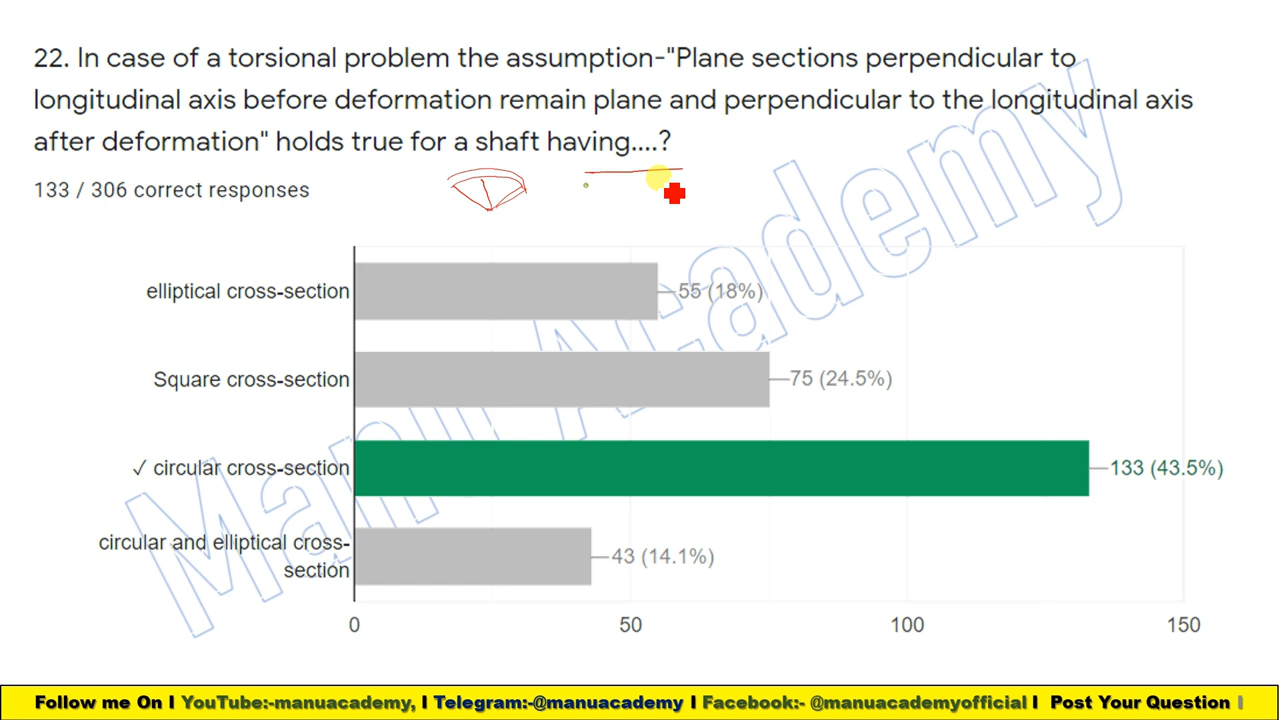 22. In case of a torsional problem the assumption-"Plane sections perpendicular to
longitudinal axis before deformation remain plane and perpendicular to the longitudinal axis
after deformation" holds true for a shaft having....?
133 / 306 correct responses
elliptical cross-section
55 (18%)
Square cross-section
75 (24.5%)
✓ circular cross-section
133 (43.5%)
circular and elliptical cross-
section
43 (14.1%)
0
50
100
150
Manu Academy
Follow me On I YouTube:-manuacademy, I Telegram:-@manuacademy I Facebook:- @manuacademyofficial I Post Your Question I